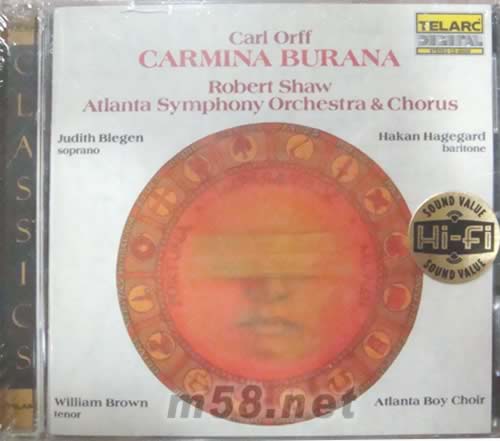 TELARC
DIGITAL
Carl Orff
CARMINA BURANA
Robert Shaw
Atlanta Symphony Orchestra & Chorus
Judith Blegen
soprano
Hakan Hagegard
baritone
CLASSICS
SOUND VALUE
Hi-Fi
SOUND VALUE
FORTUNA
William Brown
tenor
Atlanta Boy Choir
m58.net